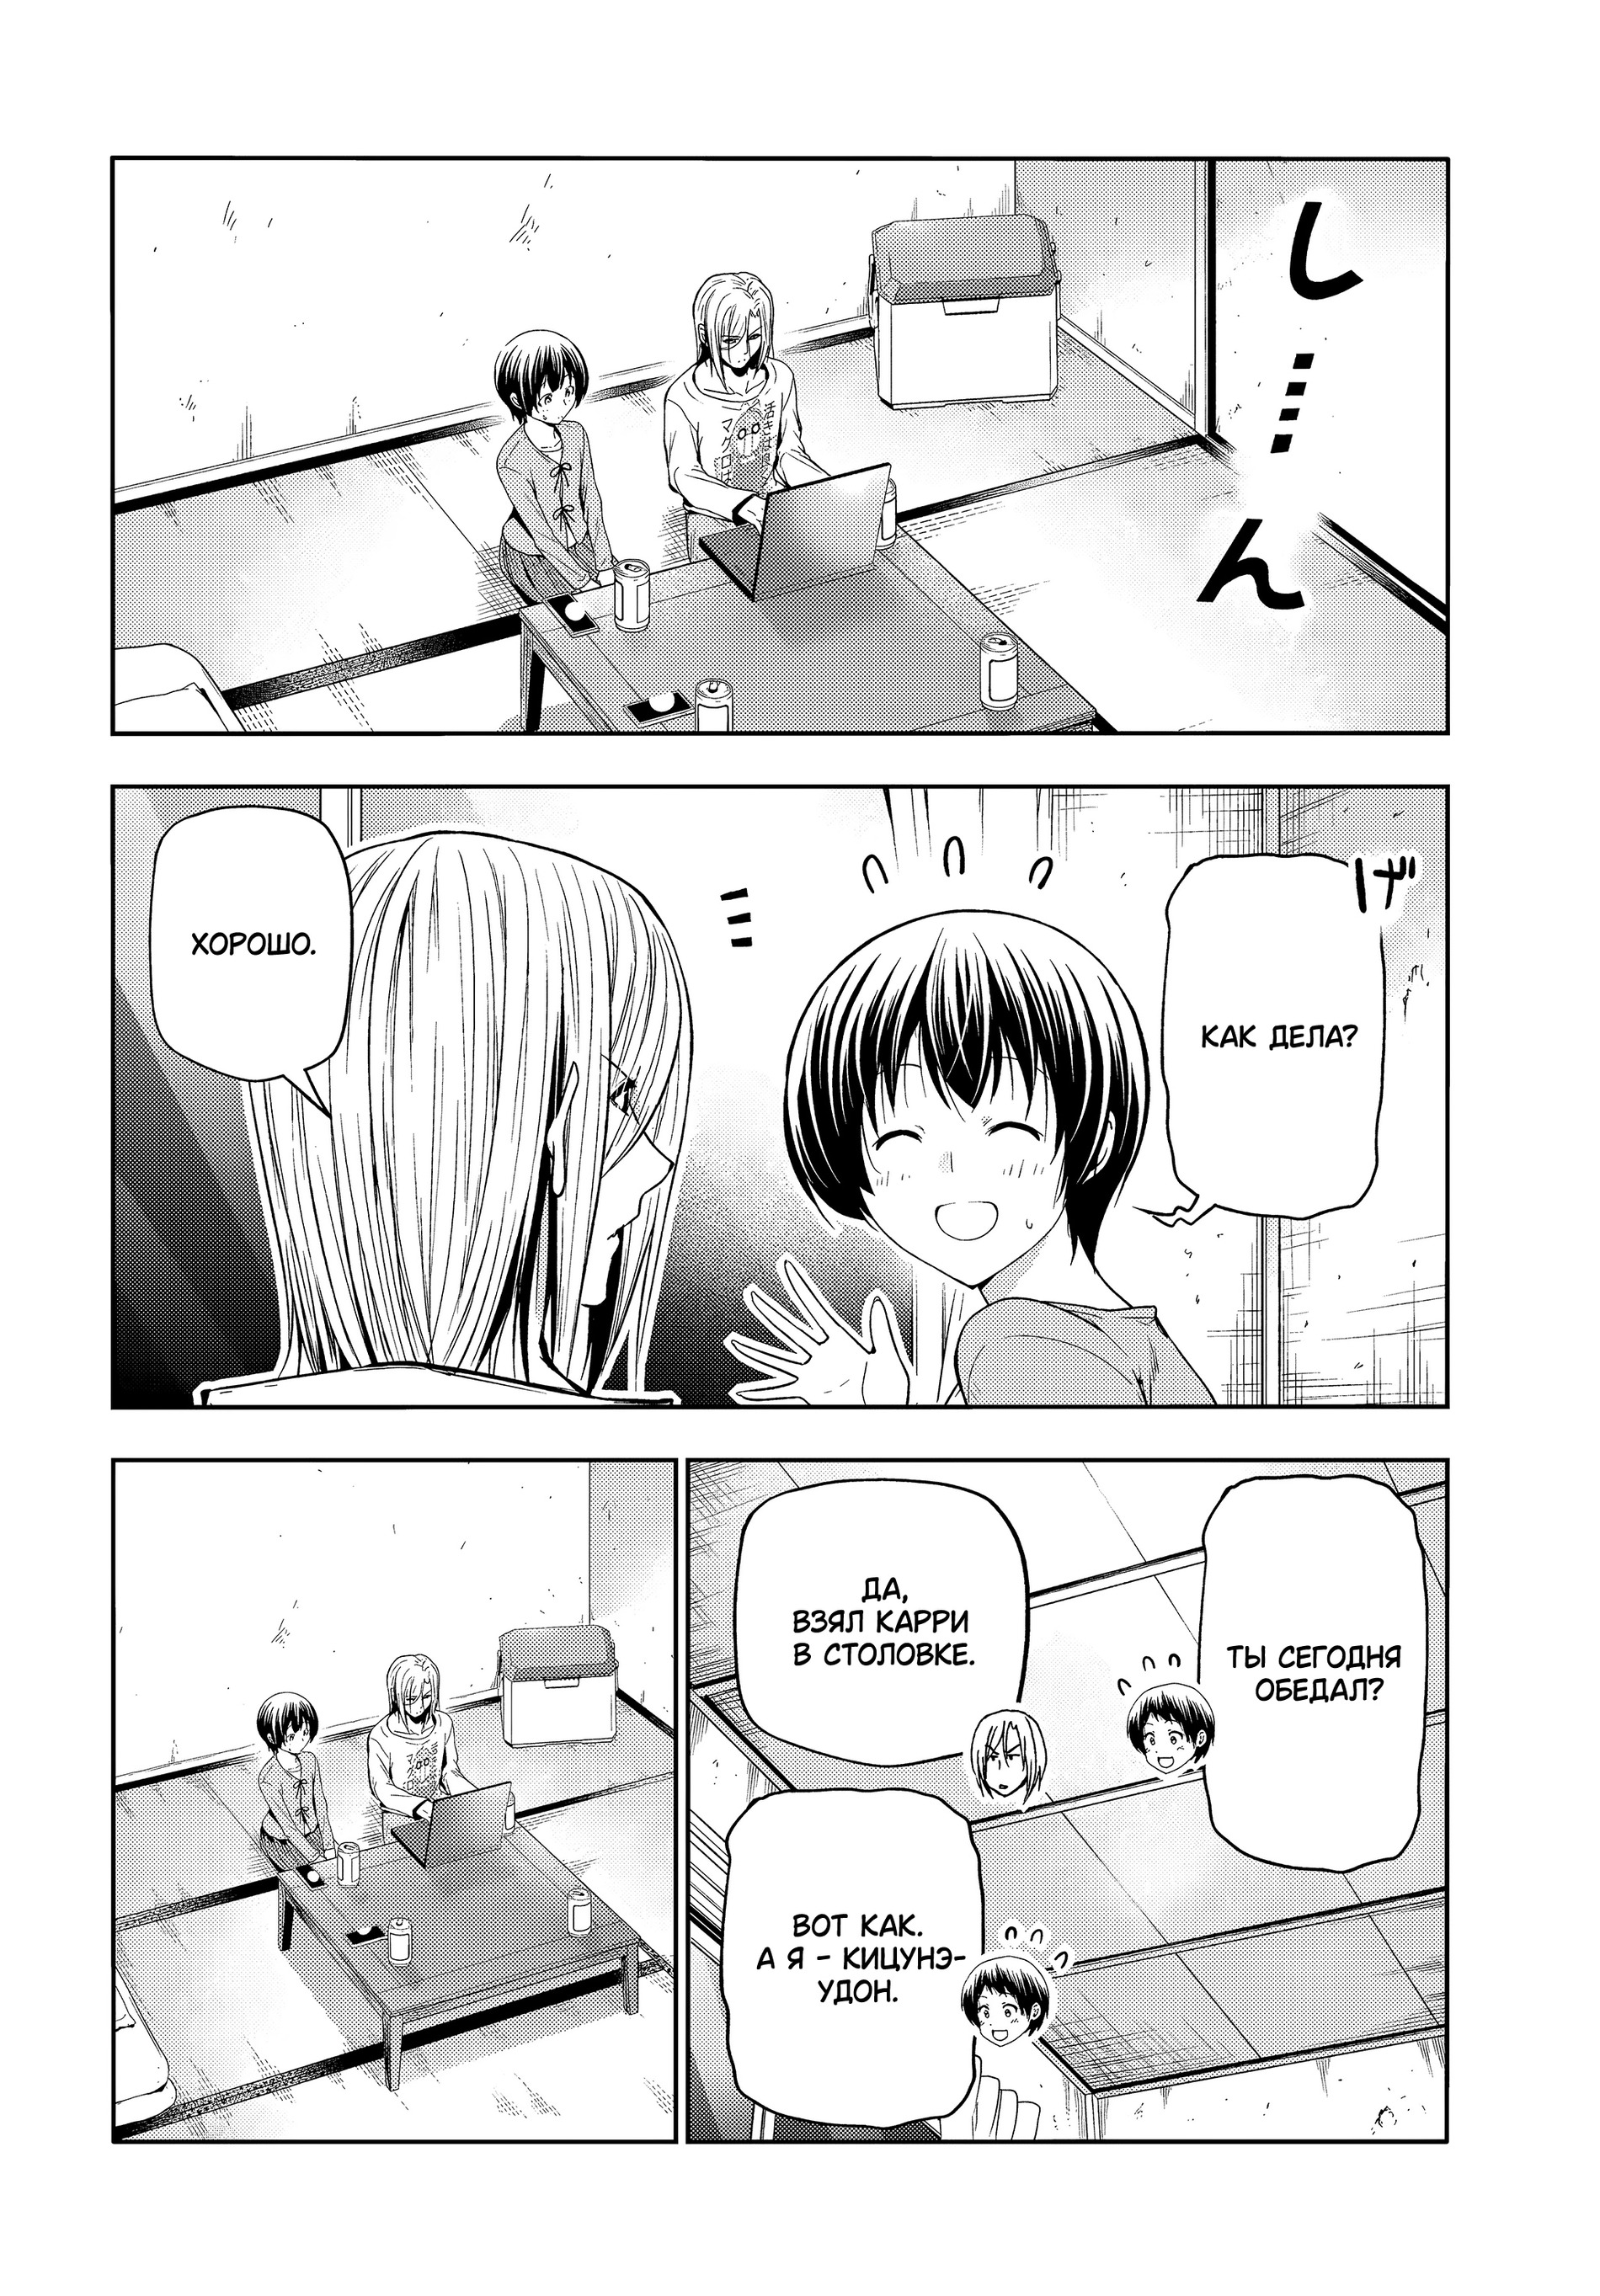 し…ん
げ
КАК ДЕЛА?
ХОРОШО.
ТЫ СЕГОДНЯ
ОБЕДАЛ?
ДА,
ВЗЯЛ КАРРИ
В СТОЛОВКЕ.
ВОТ КАК.
А Я - КИЦУНЭ-
УДОН.